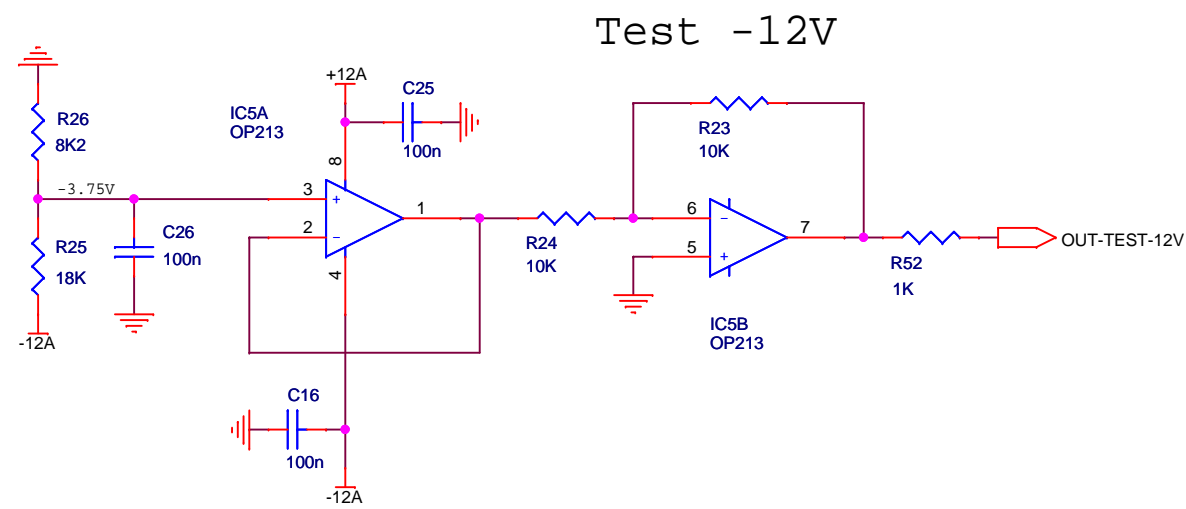 Test -12V
+12A
C25
100n
IC5A
OP213
R26
8K2
-3.75V
R25
18K
-12A
C26
100n
8
3
+
2
-
1
4
C16
100n
-12A
R24
10K
R23
10K
6
-
5
+
7
IC5B
OP213
R52
1K
OUT-TEST-12V